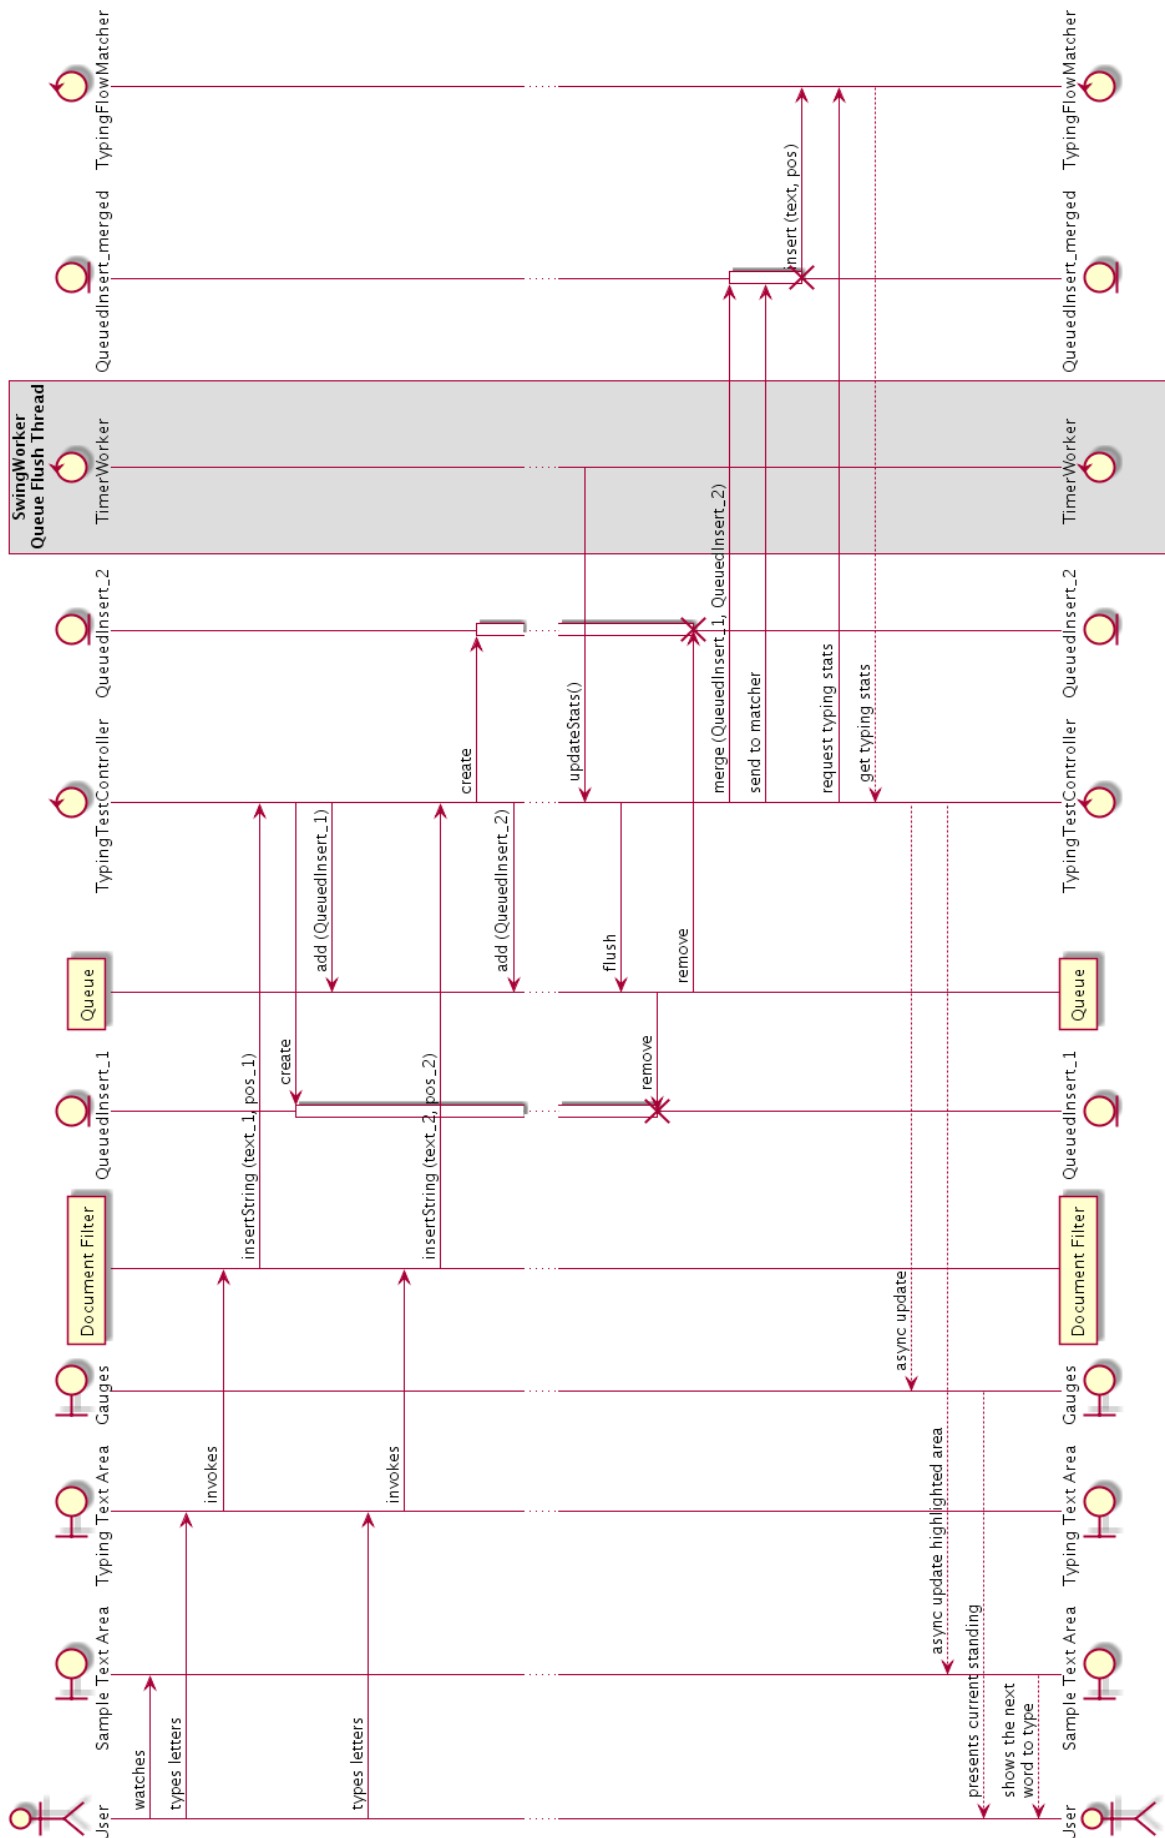 SwingWorker
Queue Flush Thread
User
Sample Text Area
Typing Text Area
Gauges
Document Filter
QueuedInsert_1
Queue
TypingTestController
QueuedInsert_2
TimerWorker
QueuedInsert_merged
TypingFlowMatcher
watches
types letters
invokes
insertString (text_1, pos_1)
create
add (QueuedInsert_1)
types letters
invokes
insertString (text_2, pos_2)
create
add (QueuedInsert_2)
updateStats()
flush
remove
remove
merge (QueuedInsert_1, QueuedInsert_2)
send to matcher
insert (text, pos)
request typing stats
get typing stats
async update
async update highlighted area
presents current standing
shows the next
word to type
User
Sample Text Area
Typing Text Area
Gauges
Document Filter
QueuedInsert_1
Queue
TypingTestController
QueuedInsert_2
TimerWorker
QueuedInsert_merged
TypingFlowMatcher